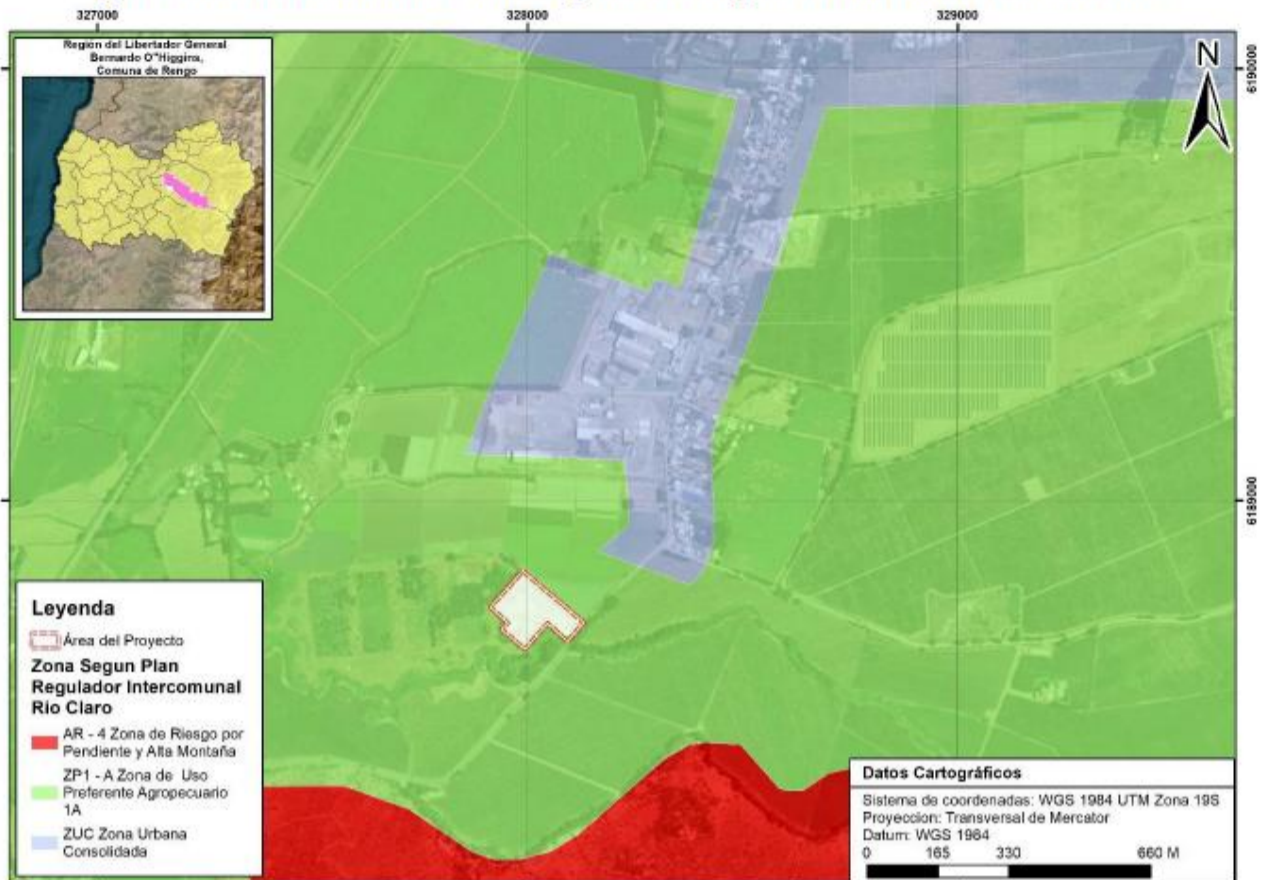 327000
328000
329000
Región del Libertador General
Bernardo O"Higgins,
Comuna de Rengo
N
6190000
6189000
Leyenda
Área del Proyecto
Zona Segun Plan
Regulador Intercomunal
Rio Claro
AR - 4 Zona de Riesgo por
Pendiente y Alta Montaña
ZP1 - A Zona de Uso
Preferente Agropecuario
1A
ZUC Zona Urbana
Consolidada
Datos Cartográficos
Sistema de coordenadas: WGS 1984 UTM Zona 19S
Proyeccion: Transversal de Mercator
Datum: WGS 1984
0 165 330 660 M